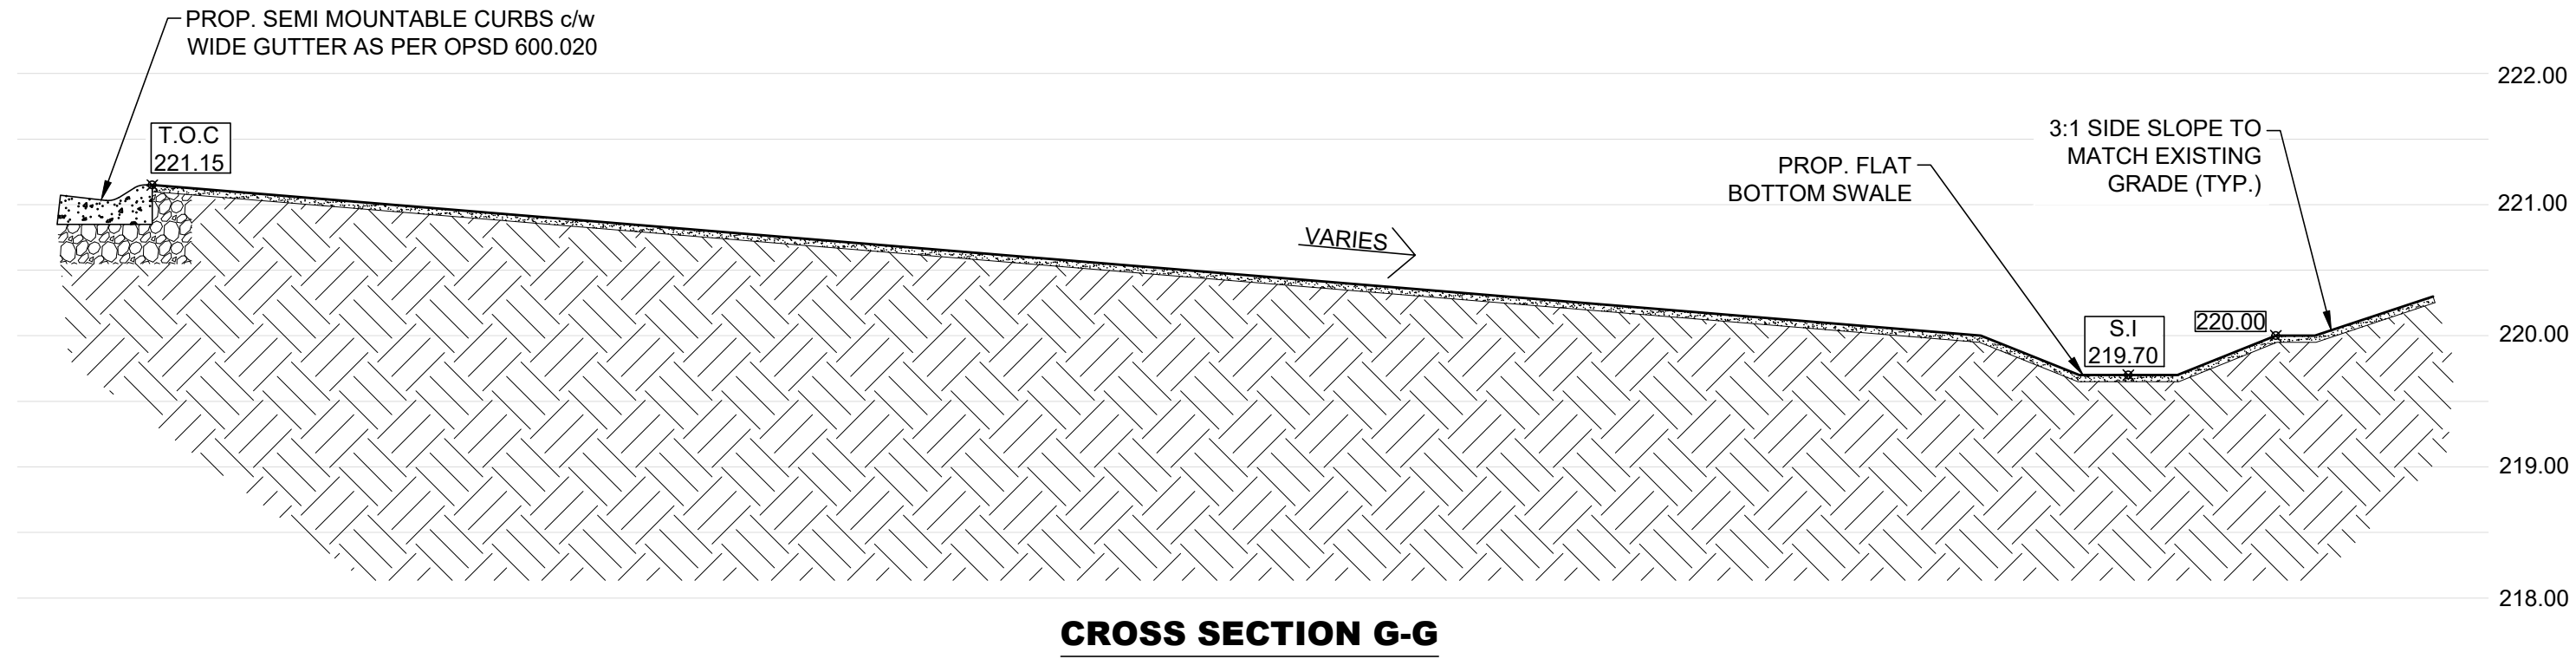 PROP. SEMI MOUNTABLE CURBS c/w
WIDE GUTTER AS PER OPSD 600.020
222.00
T.O.C
221.15
3:1 SIDE SLOPE TO
MATCH EXISTING
GRADE (TYP.)
PROP. FLAT
BOTTOM SWALE
221.00
VARIES
S.I
219.70
220.00
220.00
219.00
218.00
CROSS SECTION G-G